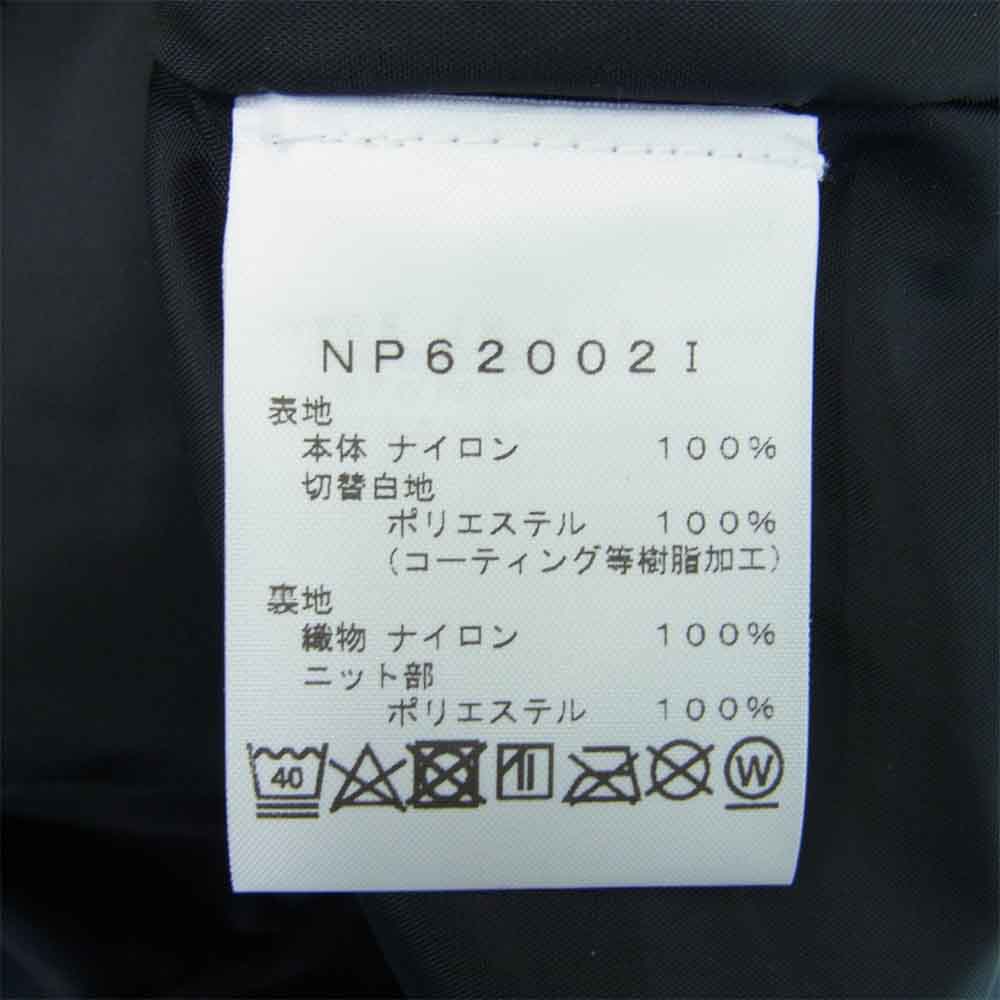 NP62002I
表地
本体 ナイロン 100%
切替白地
ポリエステル 100%
(コーティング等樹脂加工)
裏地
織物 ナイロン 100%
ニット部
ポリエステル 100%
40 W